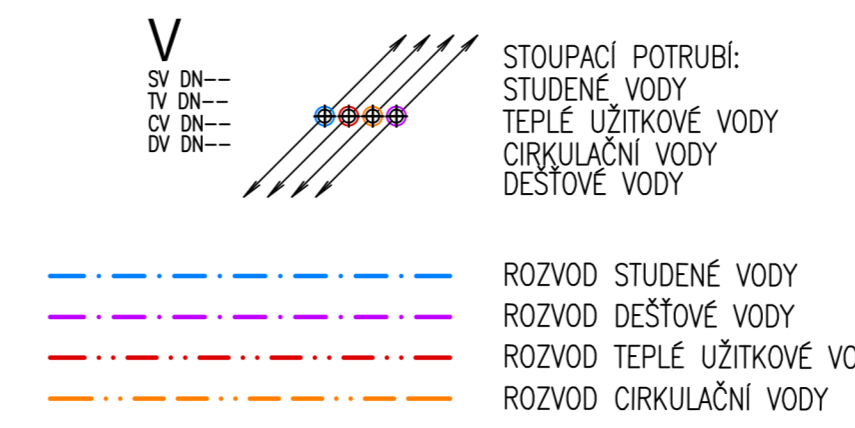 V
SV DN--
TV DN--
CV DN--
DV DN--
STOUPACÍ POTRUBÍ:
STUDENÉ VODY
TEPLÉ UŽITKOVÉ VODY
CIRKULAČNÍ VODY
DEŠŤOVÉ VODY
ROZVOD STUDENÉ VODY
ROZVOD DEŠŤOVÉ VODY
ROZVOD TEPLÉ UŽITKOVÉ VO
ROZVOD CIRKULAČNÍ VODY